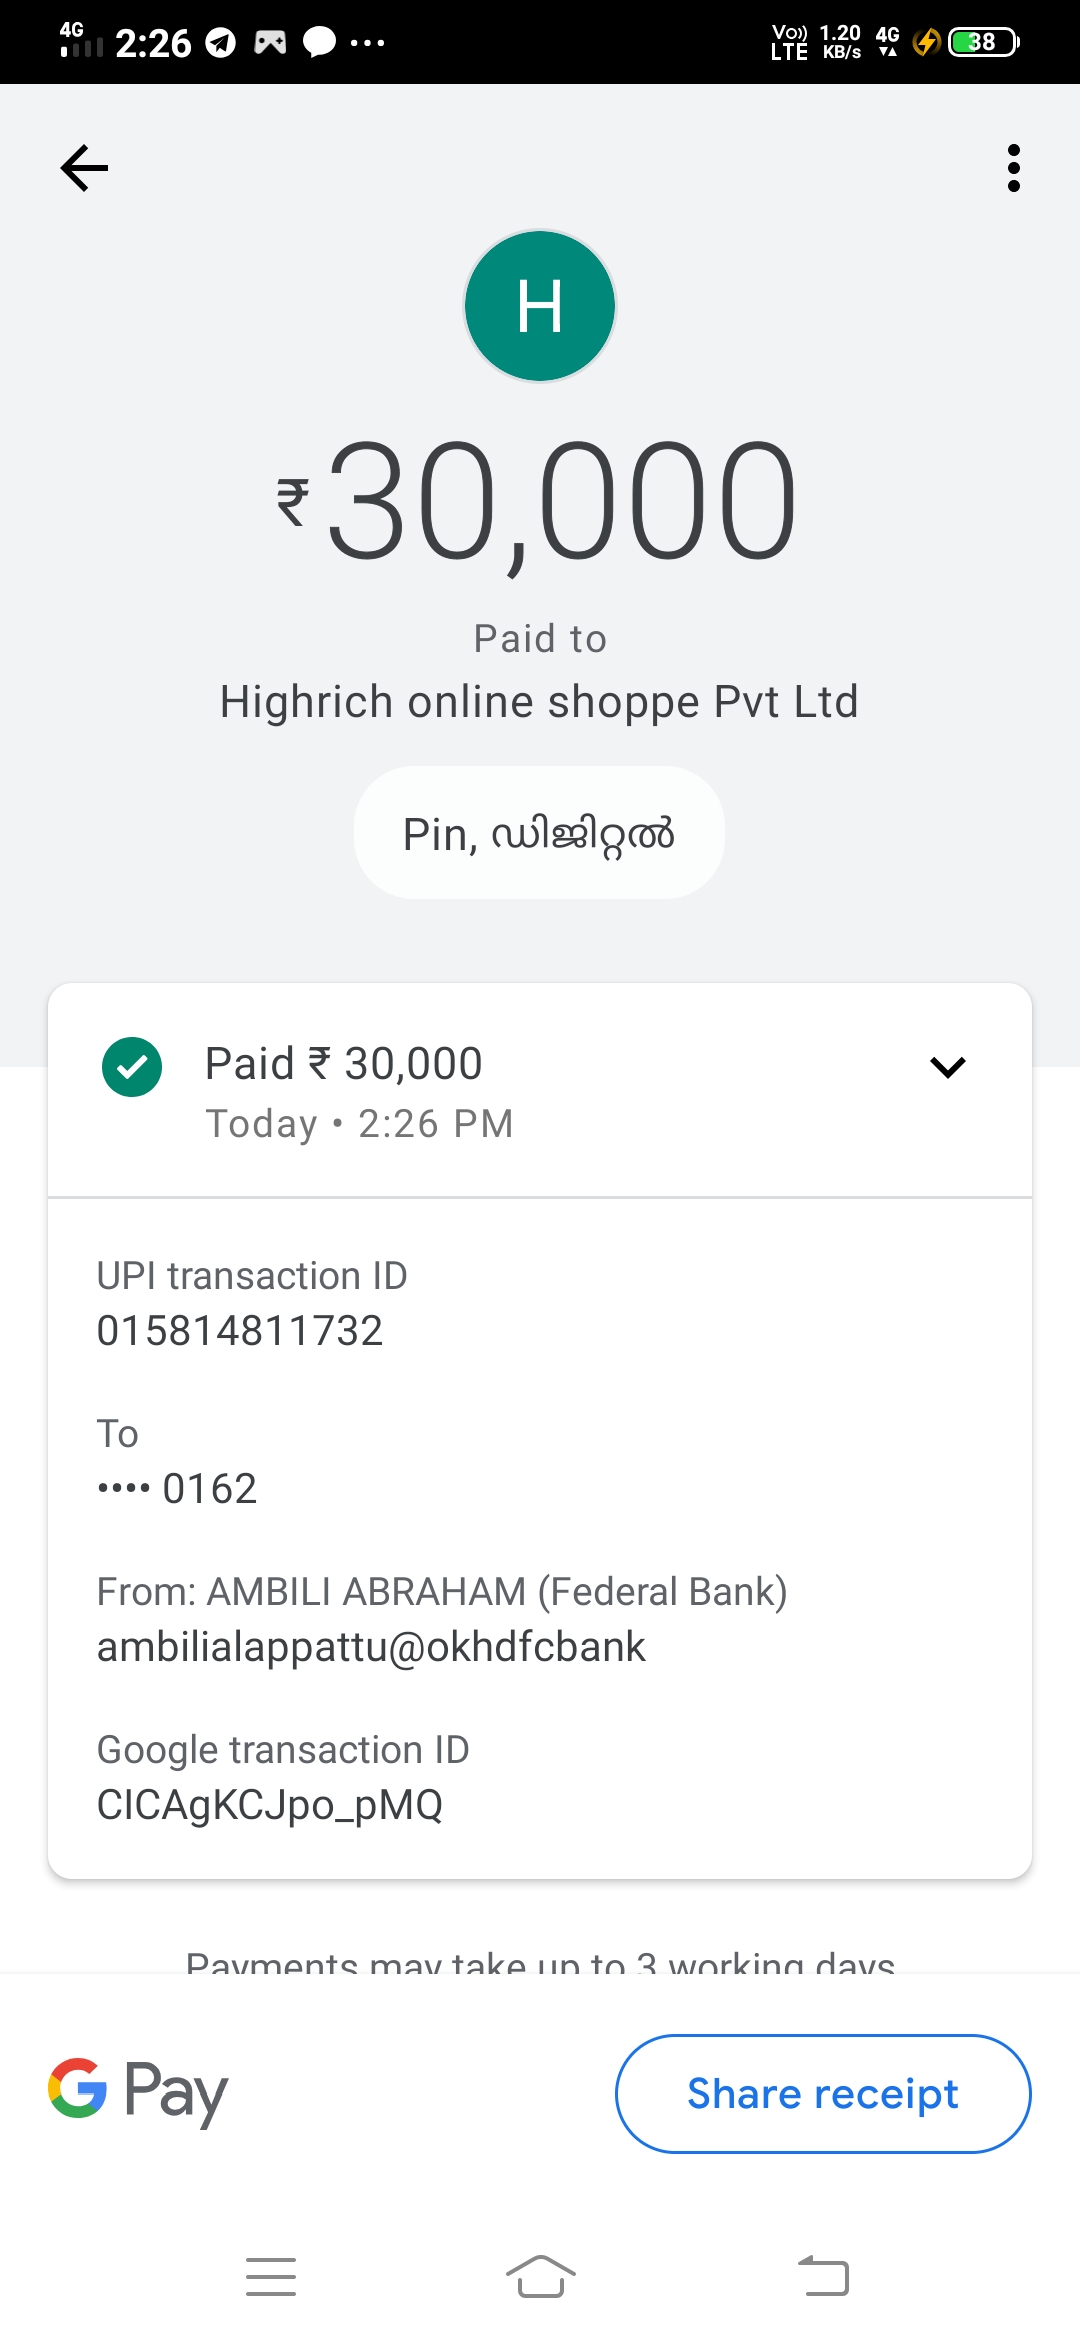 4G 2:26 Vo)) LTE 1.20 KB/s 4G 38
H
₹30,000
Paid to
Highrich online shoppe Pvt Ltd
Pin, ഡിജിറ്റൽ
Paid ₹ 30,000
Today • 2:26 PM
UPI transaction ID
015814811732
To
•••• 0162
From: AMBILI ABRAHAM (Federal Bank)
ambilialappattu@okhdfcbank
Google transaction ID
CICAgKCJpo_pMQ
Payments may take up to 3 working days
G Pay
Share receipt